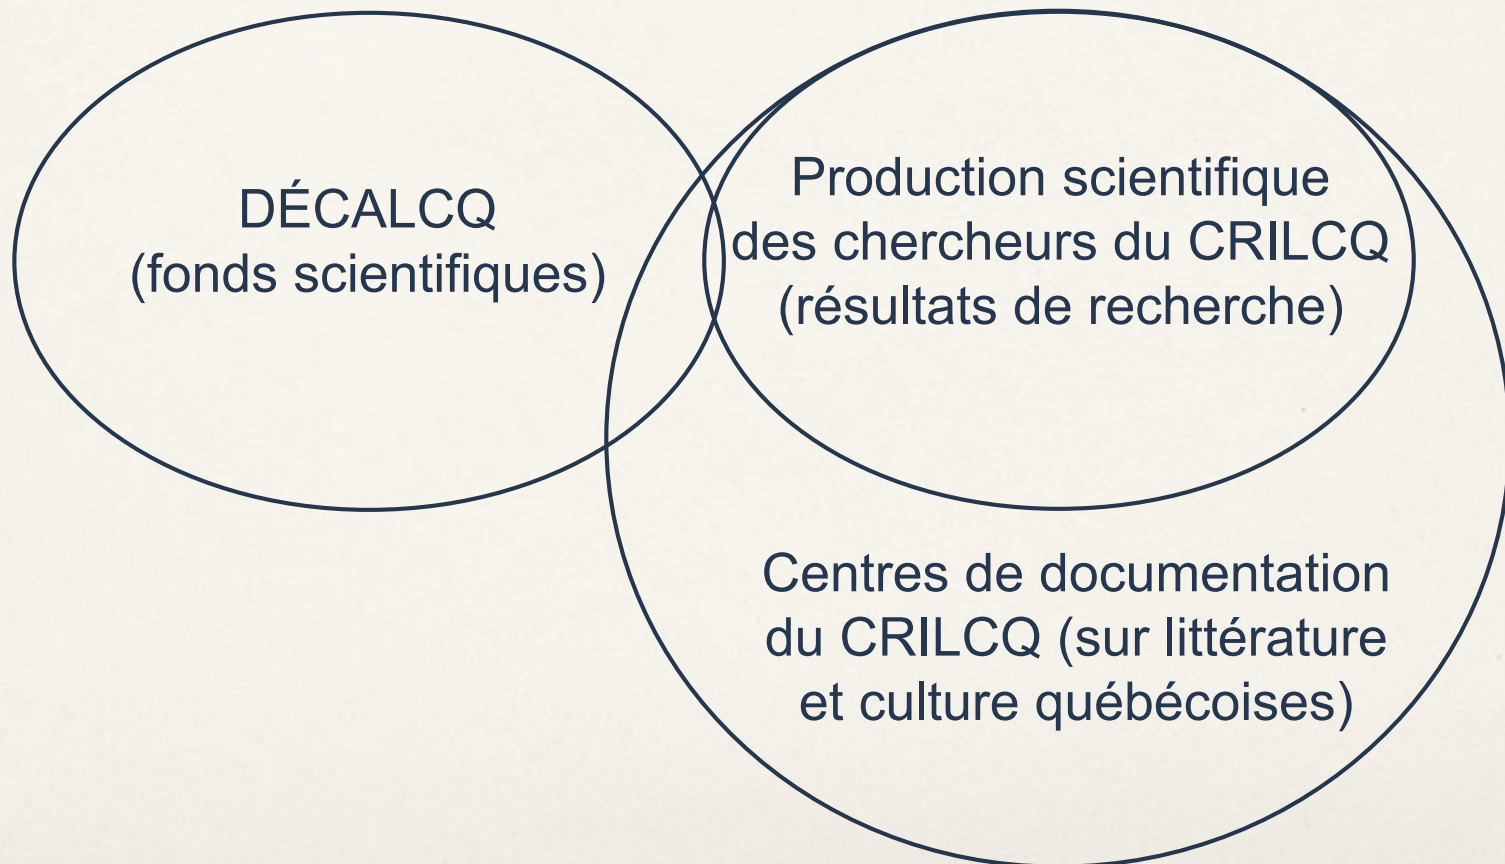 DÉCALCQ
(fonds scientifiques)
Production scientifique
des chercheurs du CRILCQ
(résultats de recherche)
Centres de documentation
du CRILCQ (sur littérature
et culture québécoises)